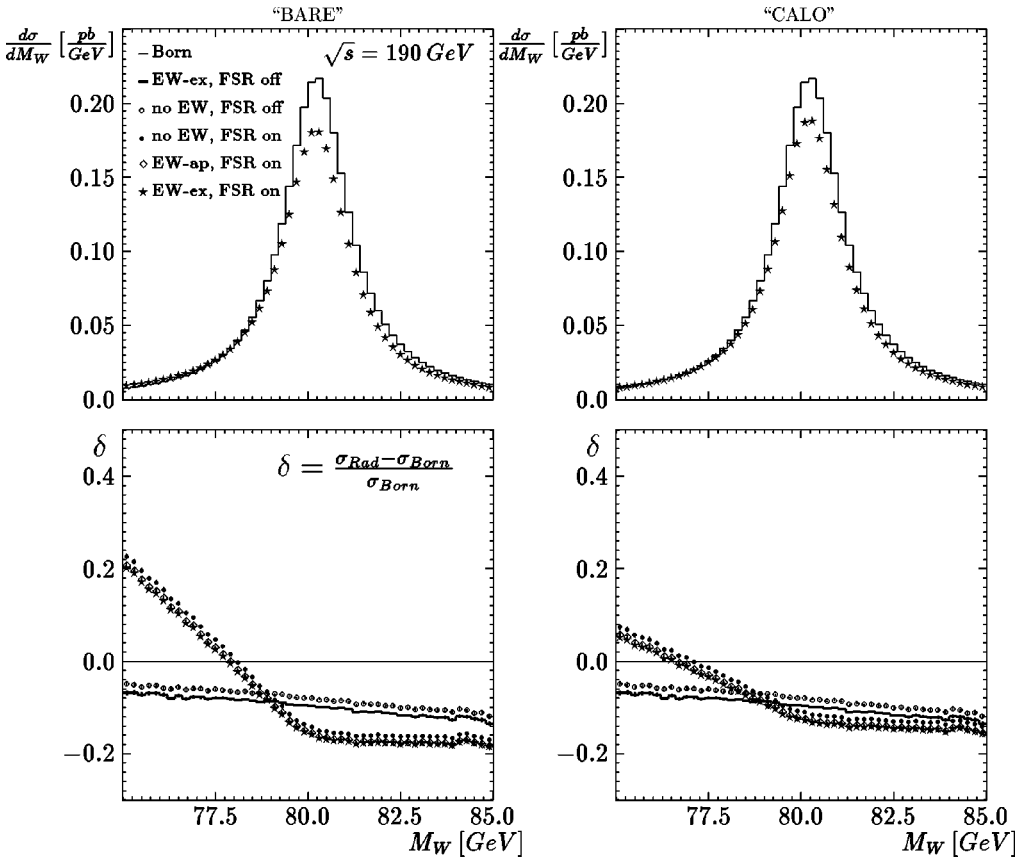 "BARE"
dσ/dM_W [pb/GeV]
— Born
√s = 190 GeV
– EW-ex, FSR off
∘ no EW, FSR off
• no EW, FSR on
◇ EW-ap, FSR on
★ EW-ex, FSR on
0.20
0.15
0.10
0.05
0.0
"CALO"
dσ/dM_W [pb/GeV]
0.20
0.15
0.10
0.05
0.0
δ
δ = (σ_Rad−σ_Born)/σ_Born
0.4
0.2
0.0
−0.2
77.5 80.0 82.5 85.0
M_W [GeV]
δ
0.4
0.2
0.0
−0.2
77.5 80.0 82.5 85.0
M_W [GeV]